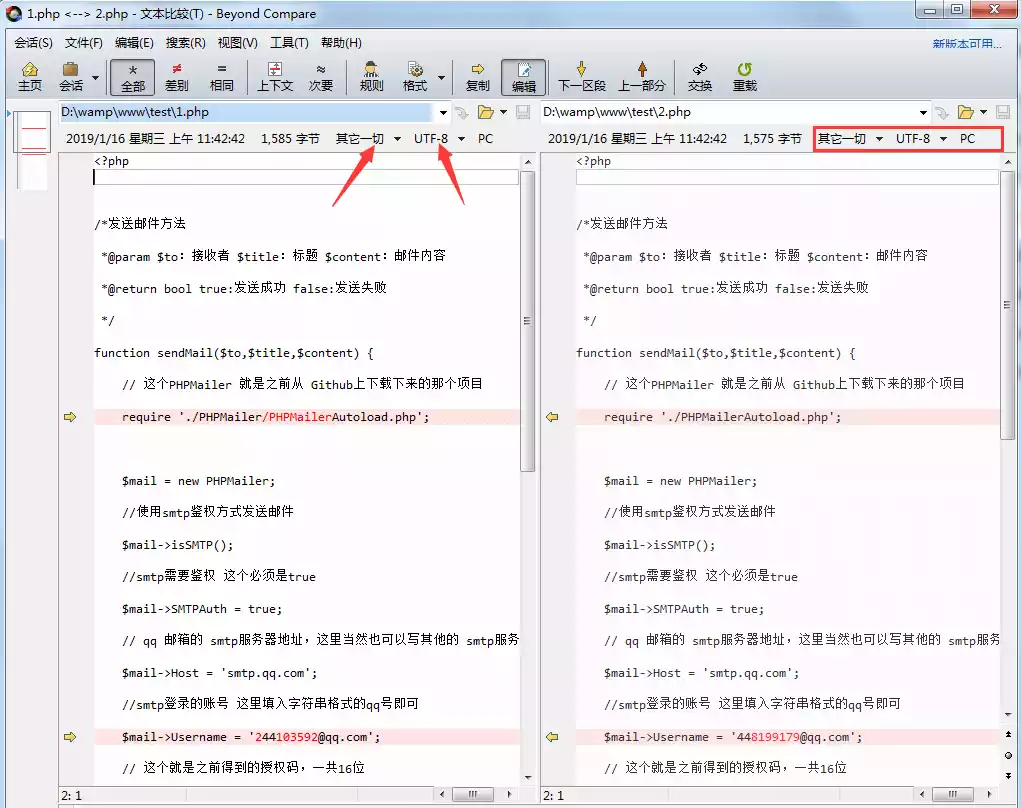 1.php <--> 2.php - 文本比较(T) - Beyond Compare
会话(S) 文件(F) 编辑(E) 搜索(R) 视图(V) 工具(T) 帮助(H) 新版本可用...
* ≠ = ≈
主页 会话 全部 差别 相同 上下文 次要 规则 格式 复制 编辑 下一区段 上一部分 交换 重载
D:\wamp\www\test\1.php
2019/1/16 星期三 上午 11:42:42 1,585 字节 其它一切 UTF-8 PC
<?php
/*发送邮件方法
*@param $to: 接收者 $title: 标题 $content: 邮件内容
*@return bool true:发送成功 false:发送失败
*/
function sendMail($to,$title,$content) {
// 这个PHPMailer 就是之前从 Github上下载下来的那个项目
require './PHPMailer/PHPMailerAutoload.php';
$mail = new PHPMailer;
//使用smtp鉴权方式发送邮件
$mail->isSMTP();
//smtp需要鉴权 这个必须是true
$mail->SMTPAuth = true;
// qq 邮箱的 smtp服务器地址，这里当然也可以写其他的 smtp服务
$mail->Host = 'smtp.qq.com';
//smtp登录的账号 这里填入字符串格式的qq号即可
$mail->Username = '244103592@qq.com';
// 这个就是之前得到的授权码，一共16位
2: 1
D:\wamp\www\test\2.php
2019/1/16 星期三 上午 11:42:42 1,575 字节 其它一切 UTF-8 PC
<?php
/*发送邮件方法
*@param $to: 接收者 $title: 标题 $content: 邮件内容
*@return bool true:发送成功 false:发送失败
*/
function sendMail($to,$title,$content) {
// 这个PHPMailer 就是之前从 Github上下载下来的那个项目
require './PHPMailerAutoload.php';
$mail = new PHPMailer;
//使用smtp鉴权方式发送邮件
$mail->isSMTP();
//smtp需要鉴权 这个必须是true
$mail->SMTPAuth = true;
// qq 邮箱的 smtp服务器地址，这里当然也可以写其他的 smtp服务
$mail->Host = 'smtp.qq.com';
//smtp登录的账号 这里填入字符串格式的qq号即可
$mail->Username = '448199179@qq.com';
// 这个就是之前得到的授权码，一共16位
2: 1